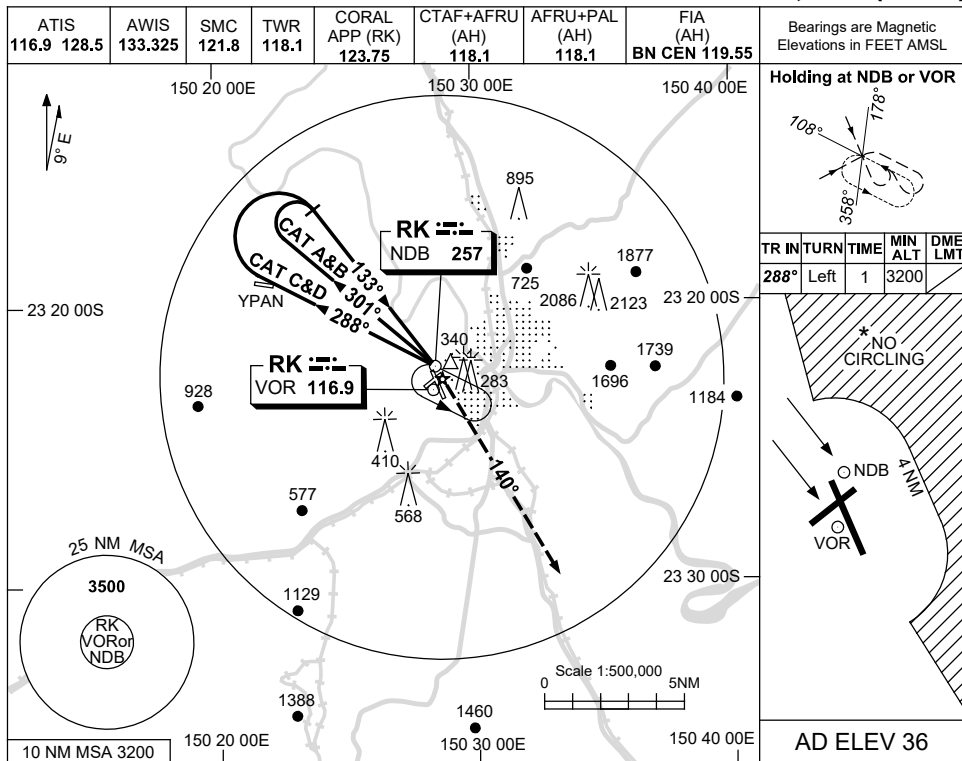 ATIS
116.9 128.5
AWIS
133.325
SMC
121.8
TWR
118.1
CORAL
APP (RK)
123.75
CTAF+AFRU
(AH)
118.1
AFRU+PAL
(AH)
118.1
FIA
(AH)
BN CEN 119.55
Bearings are Magnetic
Elevations in FEET AMSL
150 20 00E
150 30 00E
150 40 00E
9° E
Holding at NDB or VOR
108°
178°
358°
TR IN TURN TIME MIN ALT DME LMT
288° Left 1 3200
895
RK
NDB 257
CAT A&B
133°
301°
CAT C&D
288°
YPAN
725
1877
2086
2123
23 20 00S
23 20 00S
*NO
CIRCLING
340
283
RK
VOR 116.9
1739
1696
928
1184
410
568
140°
4 NM
NDB
VOR
577
25 NM MSA
3500
RK
VORor
NDB
1129
23 30 00S
Scale 1:500,000
0 5NM
1388
1460
10 NM MSA 3200
150 20 00E
150 30 00E
150 40 00E
AD ELEV 36